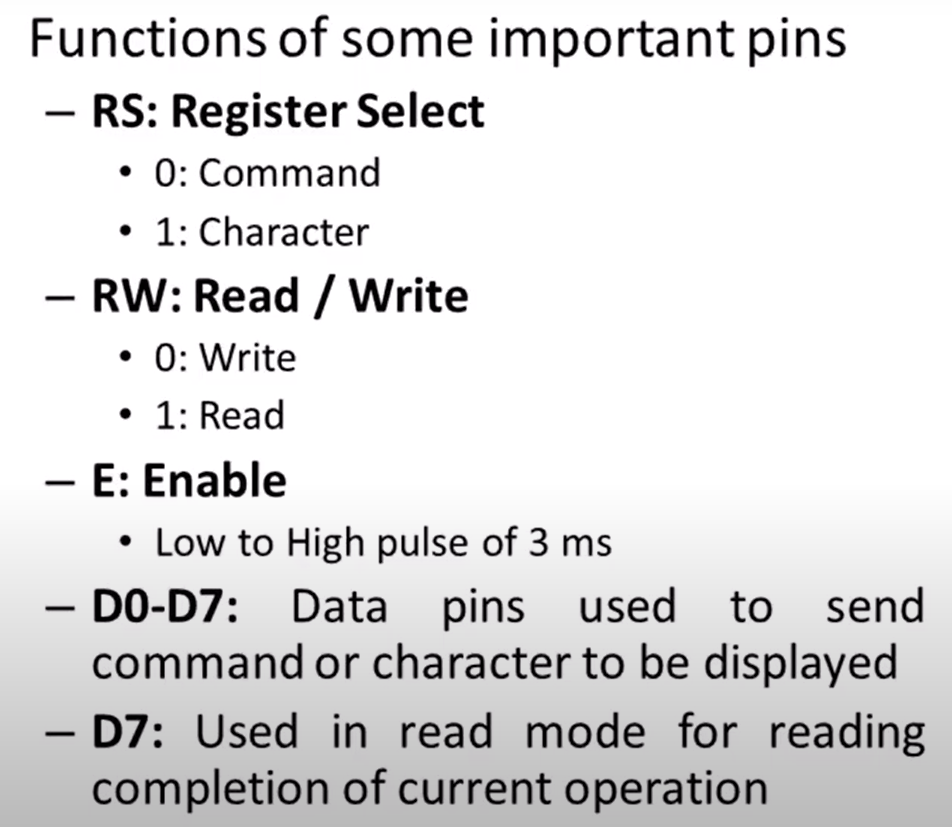 Functions of some important pins
– RS: Register Select
• 0: Command
• 1: Character
– RW: Read / Write
• 0: Write
• 1: Read
– E: Enable
• Low to High pulse of 3 ms
– D0-D7: Data pins used to send
command or character to be displayed
– D7: Used in read mode for reading
completion of current operation